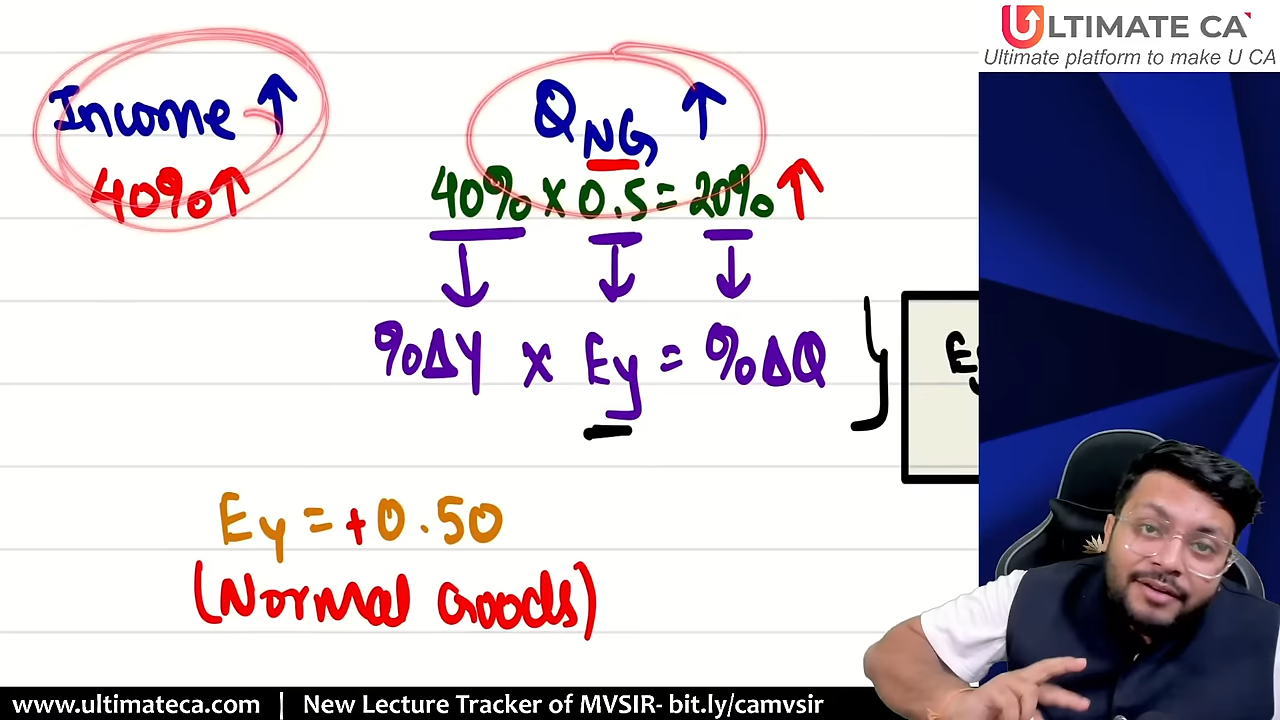 ULTIMATE CA
Ultimate platform to make U CA
Income ↑
40% ↑
Q NG ↑
40% x 0.5 = 20% ↑
%ΔY x Ey = %ΔQ
Ey = +0.50
(Normal Goods)
www.ultimateca.com | New Lecture Tracker of MVSIR- bit.ly/camvsir